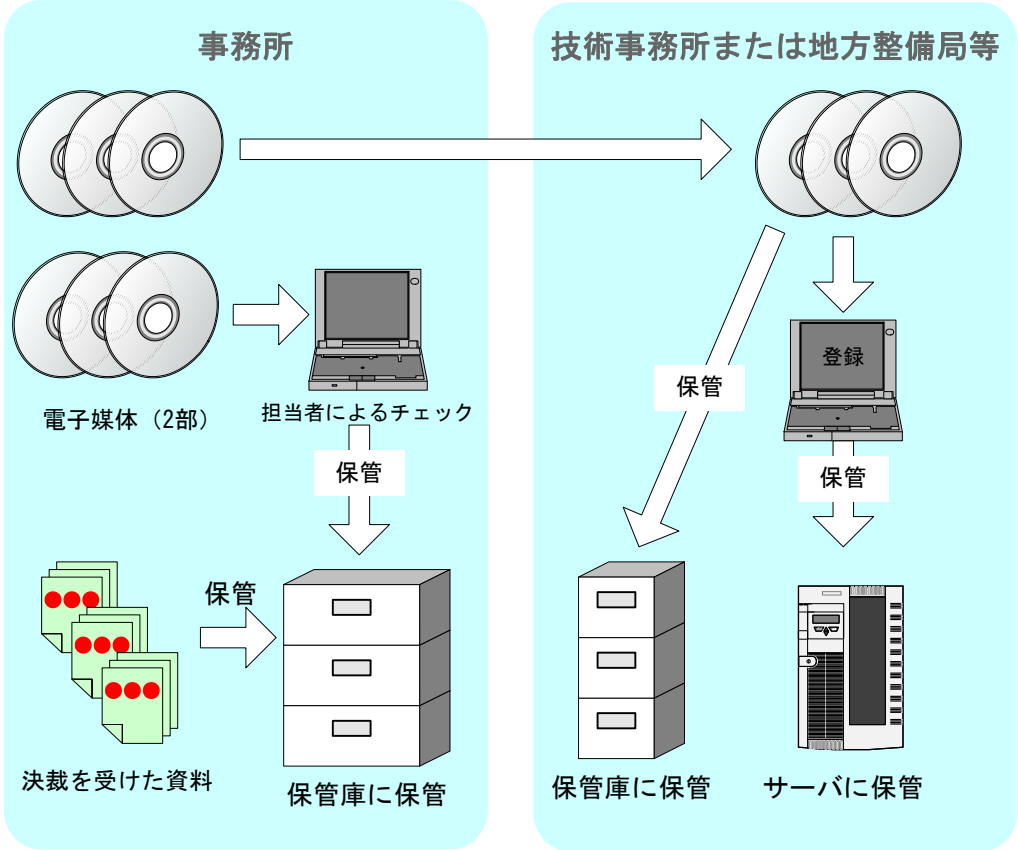 事務所
電子媒体（2部）
担当者によるチェック
保管
保管
決裁を受けた資料
保管庫に保管
技術事務所または地方整備局等
登録
保管
保管
保管庫に保管
サーバに保管